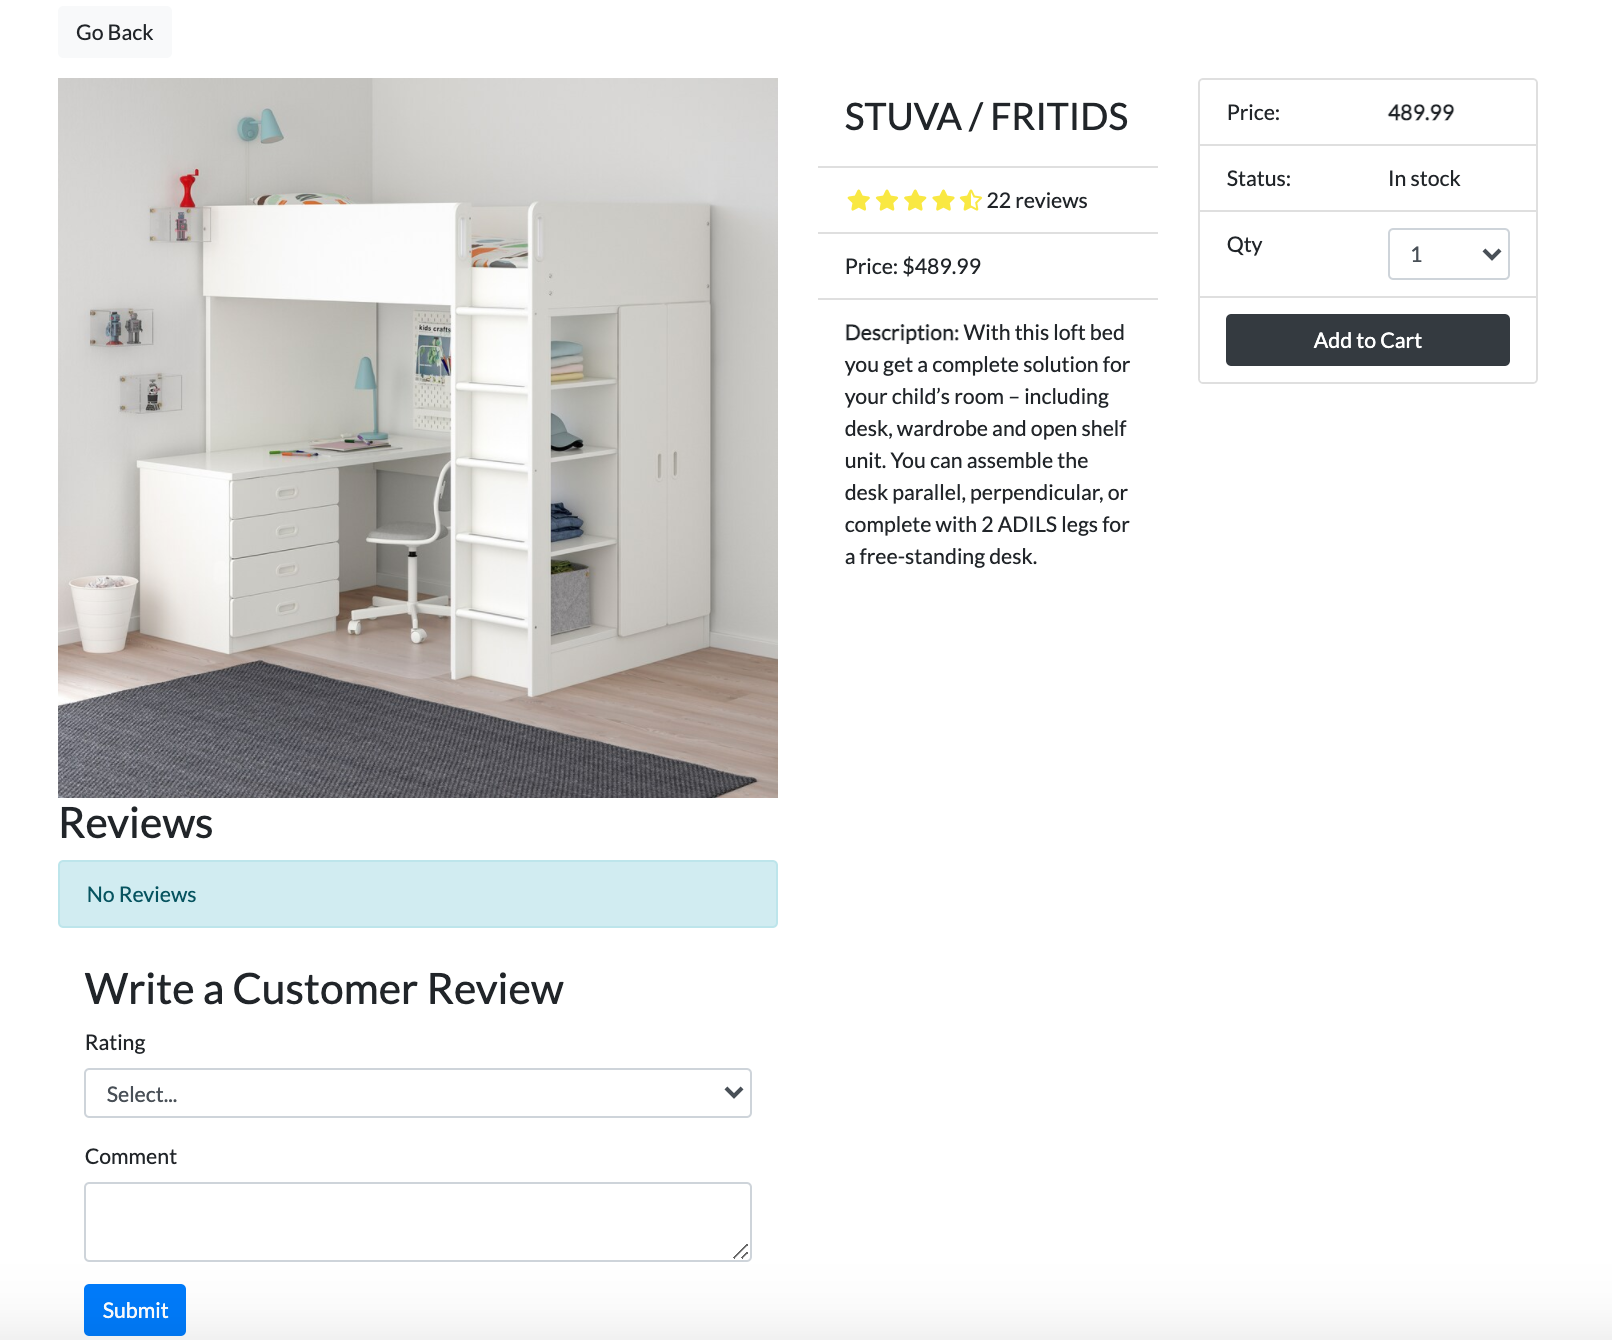 Go Back
kids crafts
STUVA / FRITIDS
22 reviews
Price: $489.99
Description: With this loft bed
you get a complete solution for
your child’s room – including
desk, wardrobe and open shelf
unit. You can assemble the
desk parallel, perpendicular, or
complete with 2 ADILS legs for
a free-standing desk.
Price: 489.99
Status: In stock
Qty 1
Add to Cart
Reviews
No Reviews
Write a Customer Review
Rating
Select...
Comment
Submit